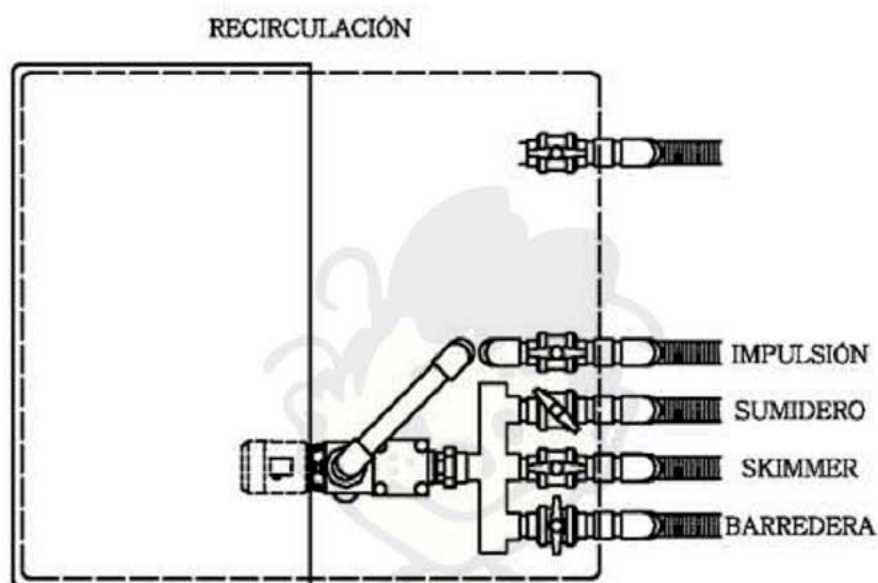 RECIRCULACIÓN
IMPULSIÓN
SUMIDERO
SKIMMER
BARREDERA